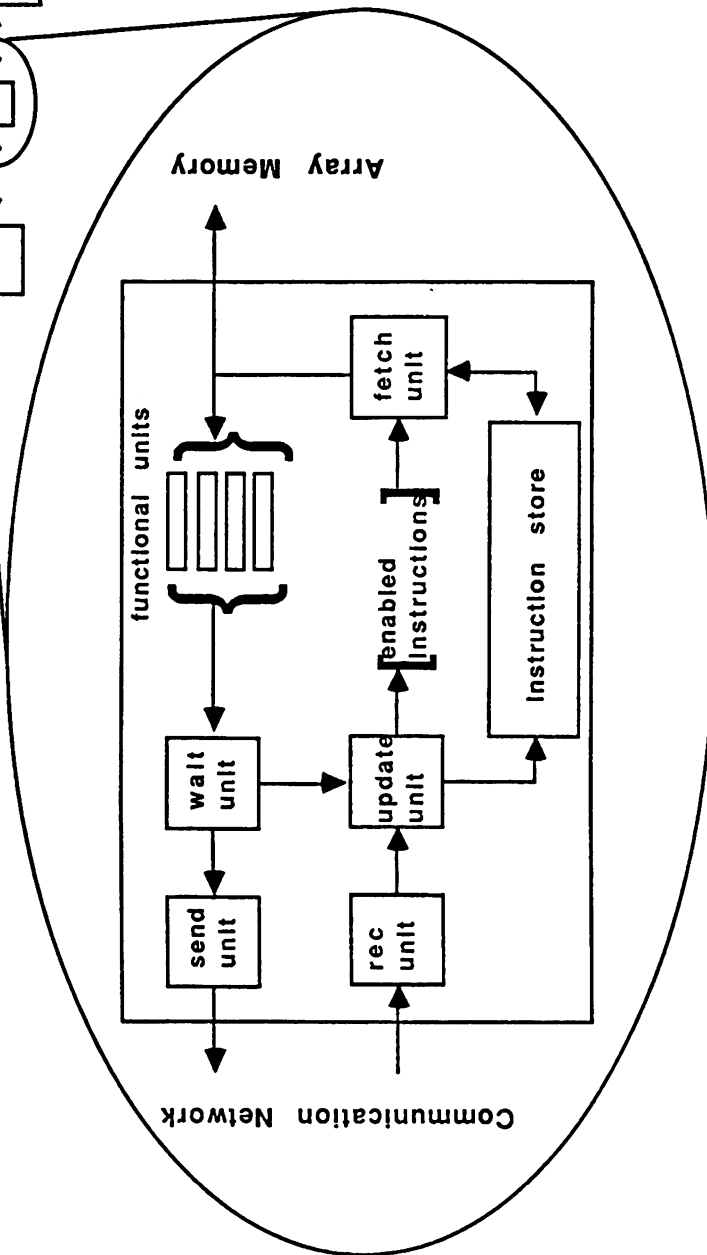 Communication Network
Array Memory
functional units
send
unit
wait
unit
rec
unit
update
unit
enabled
Instructions
fetch
unit
Instruction store